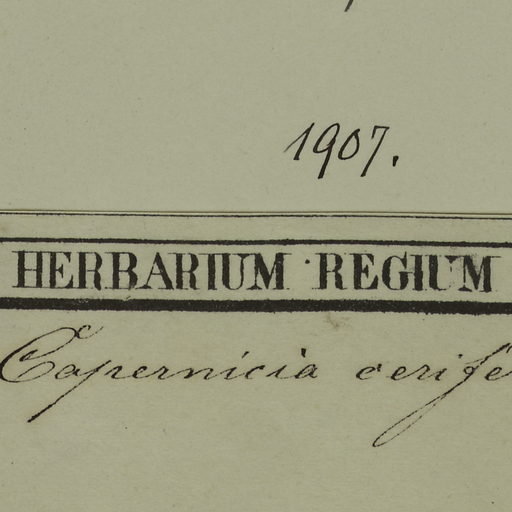 1907.
HERBARIUM REGIUM
Copernicia cerife